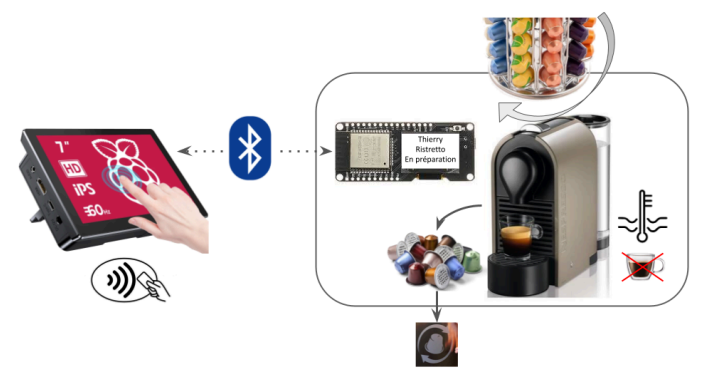 7"
HD
iPS
60Hz
Thierry
Ristretto
En préparation